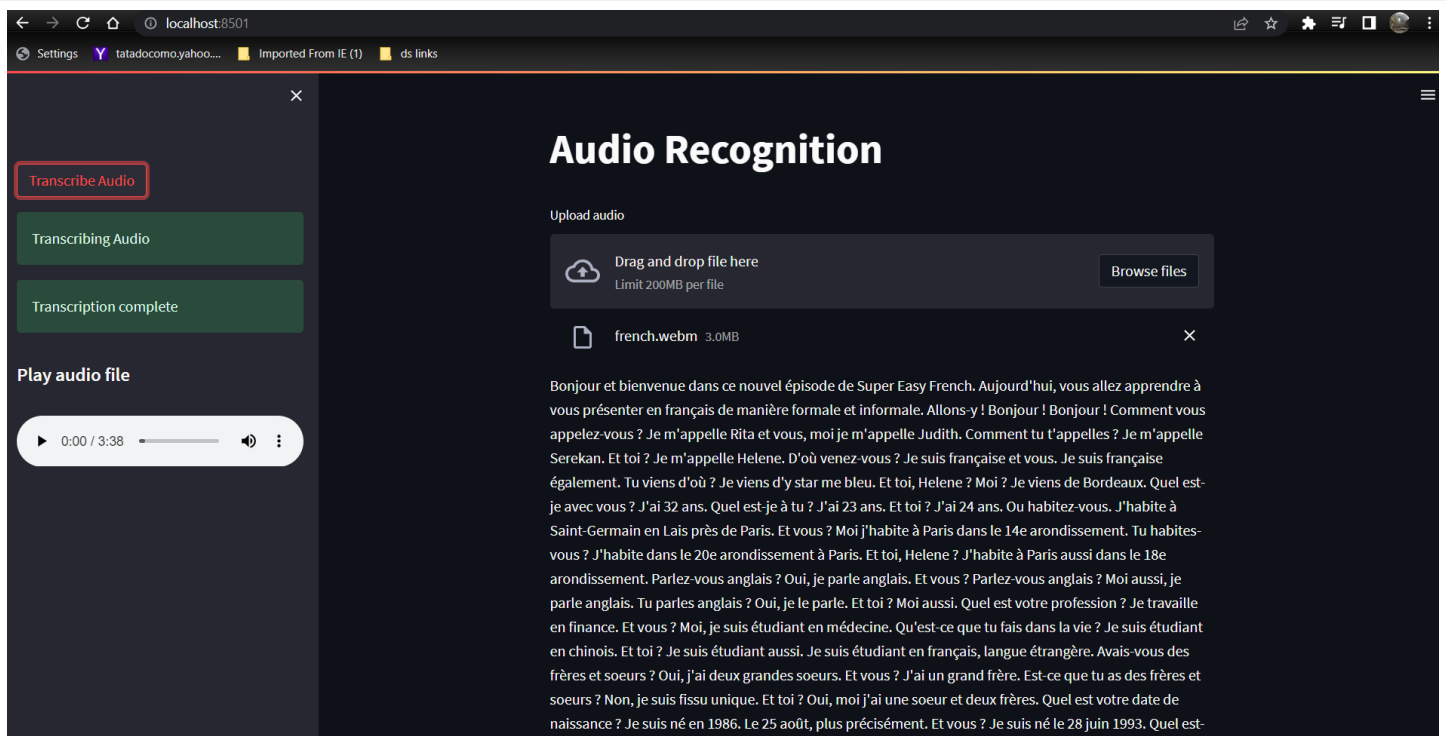 localhost:8501
Settings
tatadocomo.yahoo....
Imported From IE (1)
ds links
Transcribe Audio
Transcribing Audio
Transcription complete
Play audio file
0:00 / 3:38
Audio Recognition
Upload audio
Drag and drop file here
Limit 200MB per file
Browse files
french.webm 3.0MB
Bonjour et bienvenue dans ce nouvel épisode de Super Easy French. Aujourd'hui, vous allez apprendre à
vous présenter en français de manière formale et informale. Allons-y ! Bonjour ! Bonjour ! Comment vous
appelez-vous ? Je m'appelle Rita et vous, moi je m'appelle Judith. Comment tu t'appelles ? Je m'appelle
Serekan. Et toi ? Je m'appelle Helene. D'où venez-vous ? Je suis française et vous. Je suis française
également. Tu viens d'où ? Je viens d'y star me bleu. Et toi, Helene ? Moi ? Je viens de Bordeaux. Quel est-
je avec vous ? J'ai 32 ans. Quel est-je à tu ? J'ai 23 ans. Et toi ? J'ai 24 ans. Ou habitez-vous. J'habite à
Saint-Germain en Lais près de Paris. Et vous ? Moi j'habite à Paris dans le 14e arondissement. Tu habites-
vous ? J'habite dans le 20e arondissement à Paris. Et toi, Helene ? J'habite à Paris aussi dans le 18e
arondissement. Parlez-vous anglais ? Oui, je parle anglais. Et vous ? Parlez-vous anglais ? Moi aussi, je
parle anglais. Tu parles anglais ? Oui, je le parle. Et toi ? Moi aussi. Quel est votre profession ? Je travaille
en finance. Et vous ? Moi, je suis étudiant en médecine. Qu'est-ce que tu fais dans la vie ? Je suis étudiant
en chinois. Et toi ? Je suis étudiant aussi. Je suis étudiant en français, langue étrangère. Avais-vous des
frères et soeurs ? Oui, j'ai deux grandes soeurs. Et vous ? J'ai un grand frère. Est-ce que tu as des frères et
soeurs ? Non, je suis fissu unique. Et toi ? Oui, moi j'ai une soeur et deux frères. Quel est votre date de
naissance ? Je suis né en 1986. Le 25 août, plus précisément. Et vous ? Je suis né le 28 juin 1993. Quel est-